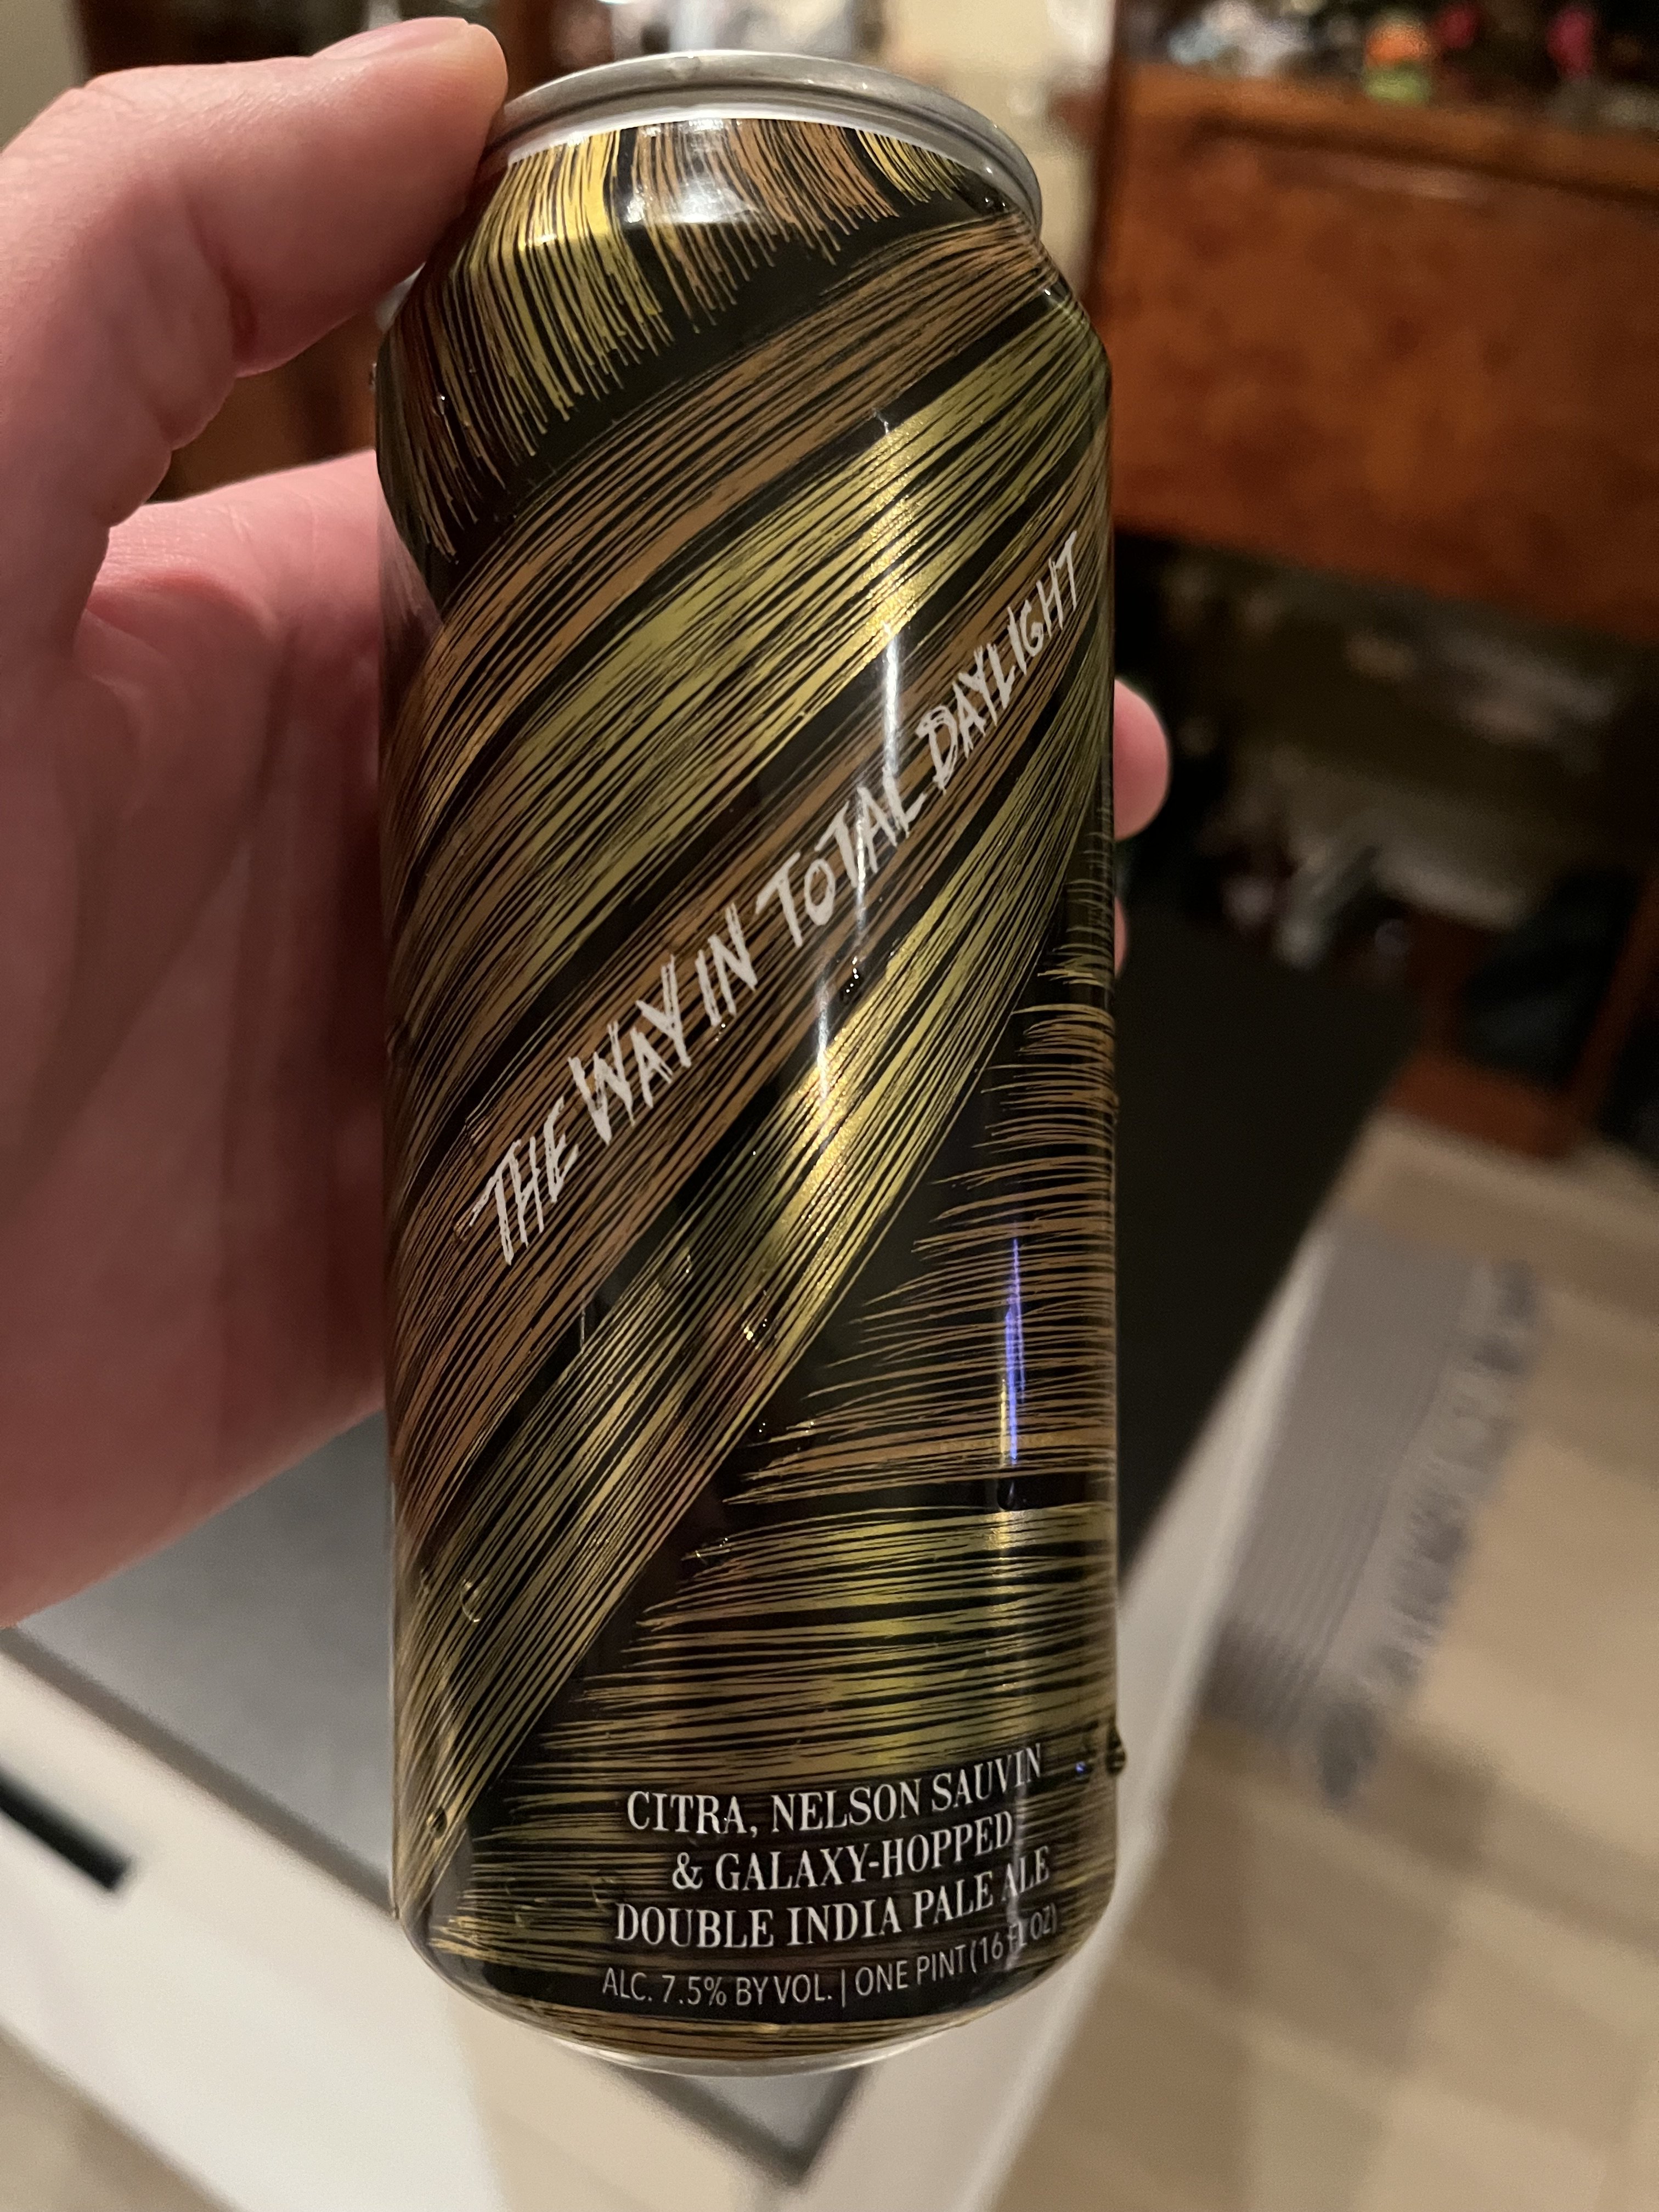 THE WAY IN TOTAL DAYLIGHT
CITRA, NELSON SAUVIN
& GALAXY-HOPPED
DOUBLE INDIA PALE ALE
ALC. 7.5% BY VOL. | ONE PINT (16 FL OZ)